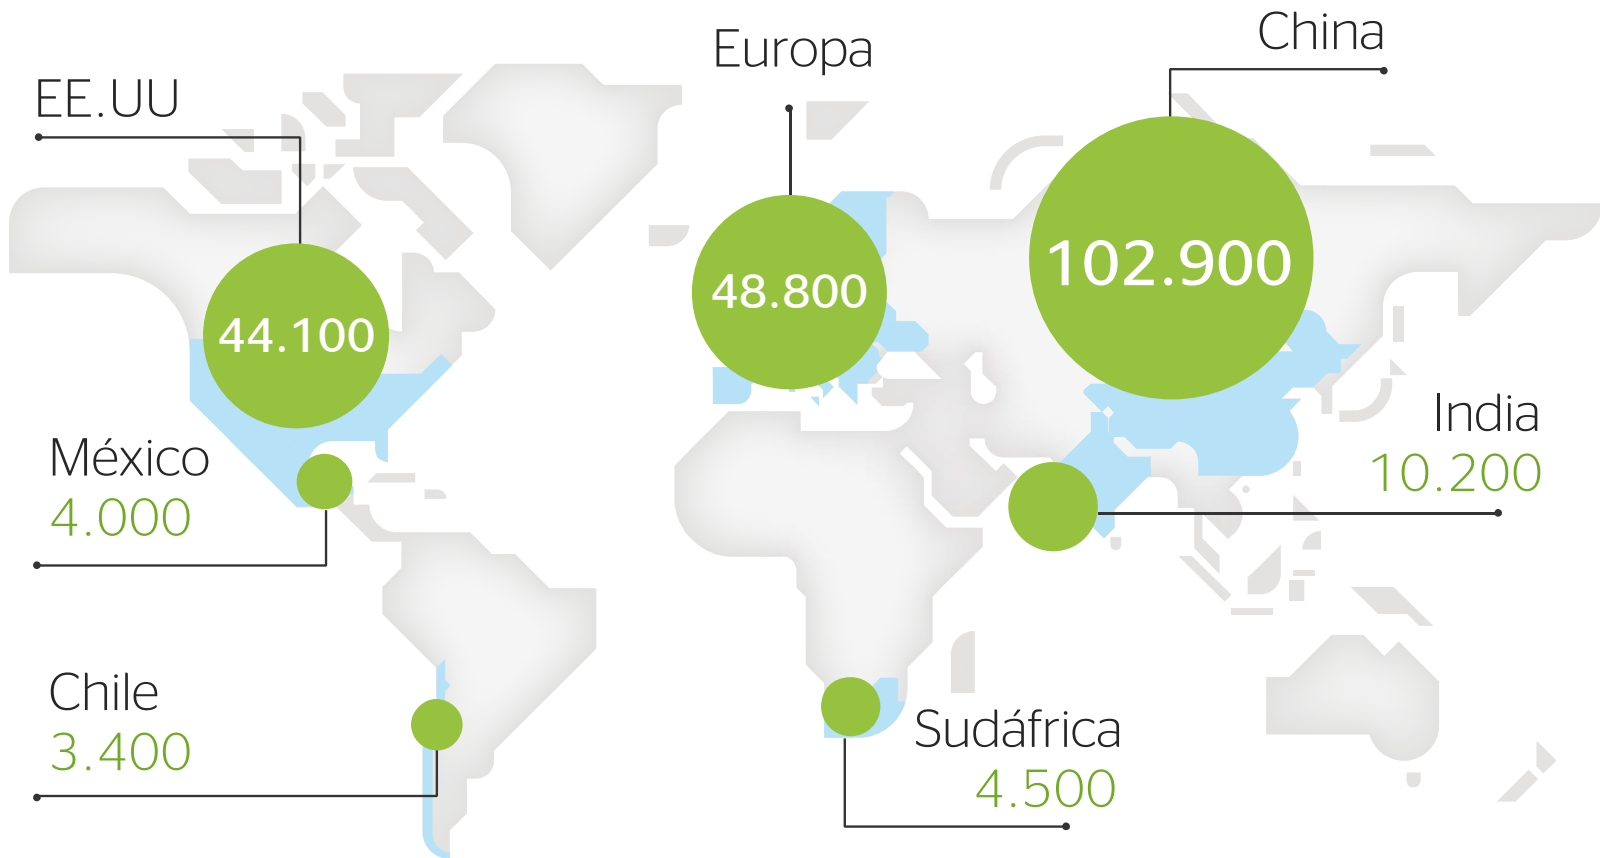 China
Europa
EE.UU
102.900
48.800
44.100
India
10.200
México
4.000
Chile
3.400
Sudáfrica
4.500